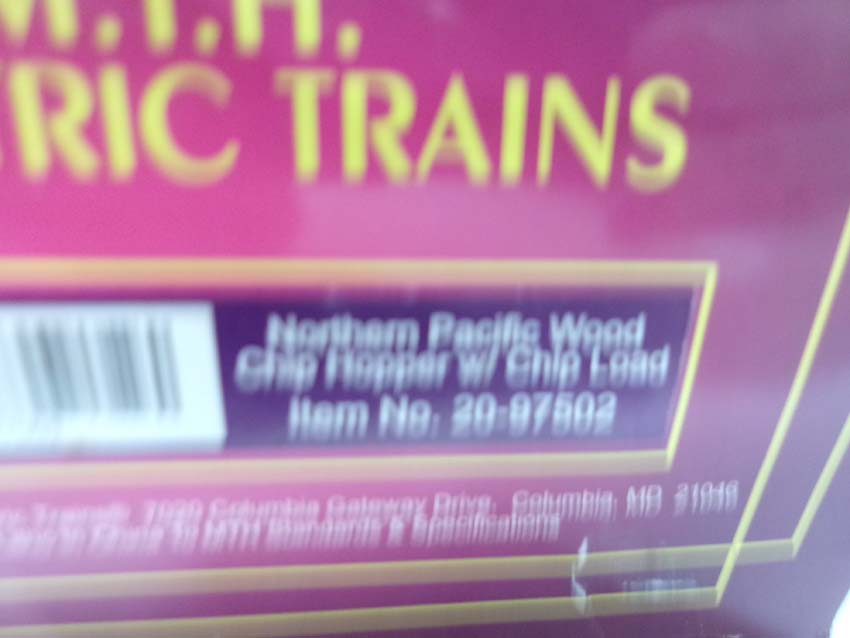 M.T.H.
RIC TRAINS
Northern Pacific Wood
Chip Hopper w/ Chip Load
Item No. 20-97502
Columbia Gateway Drive, Columbia, MD 21046
To MTH Standards & Specifications